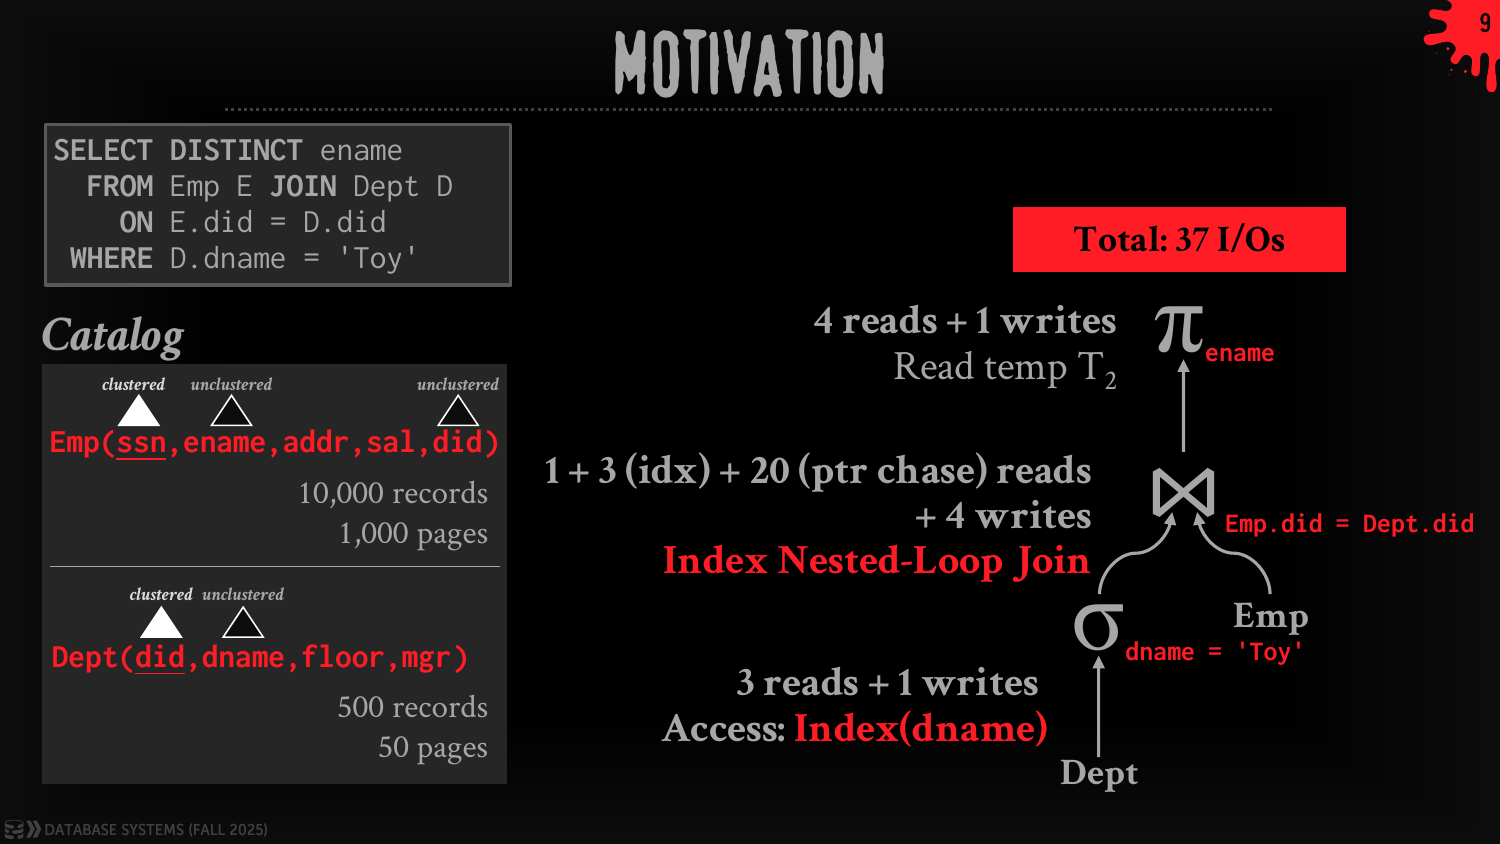 9
MOTIVATION
SELECT DISTINCT ename
FROM Emp E JOIN Dept D
ON E.did = D.did
WHERE D.dname = 'Toy'
Catalog
clustered unclustered unclustered
Emp(ssn,ename,addr,sal,did)
10,000 records
1,000 pages
clustered unclustered
Dept(did,dname,floor,mgr)
500 records
50 pages
Total: 37 I/Os
4 reads + 1 writes
Read temp T₂
π ename
1 + 3 (idx) + 20 (ptr chase) reads
+ 4 writes
Index Nested-Loop Join
⋈ Emp.did = Dept.did
σ dname = 'Toy'
Emp
3 reads + 1 writes
Access: Index(dname)
Dept
DATABASE SYSTEMS (FALL 2025)